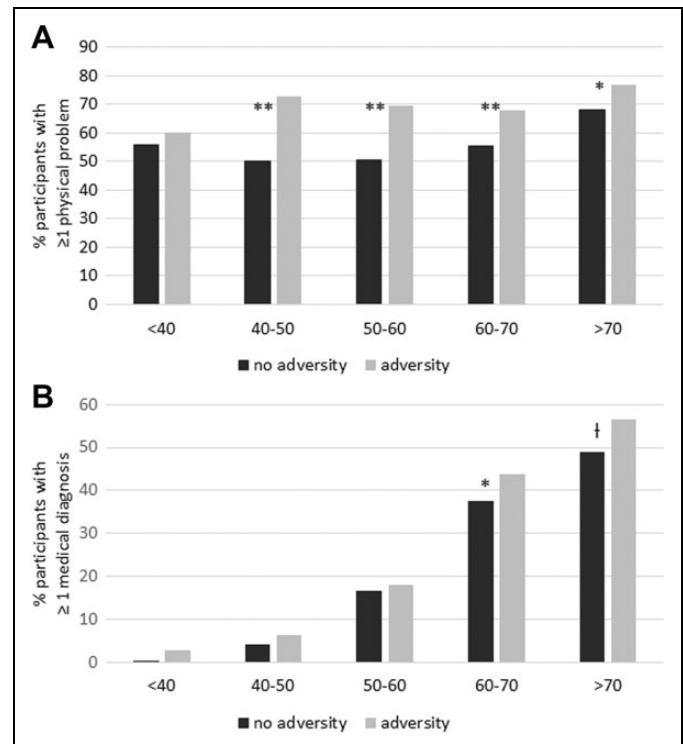 A
% participants with
≥1 physical problem
90
80
70
60
50
40
30
20
10
0
**
**
**
*
<40
40-50
50-60
60-70
>70
no adversity
adversity
B
% participants with
≥ 1 medical diagnosis
60
50
40
30
20
10
0
*
ƚ
<40
40-50
50-60
60-70
>70
no adversity
adversity